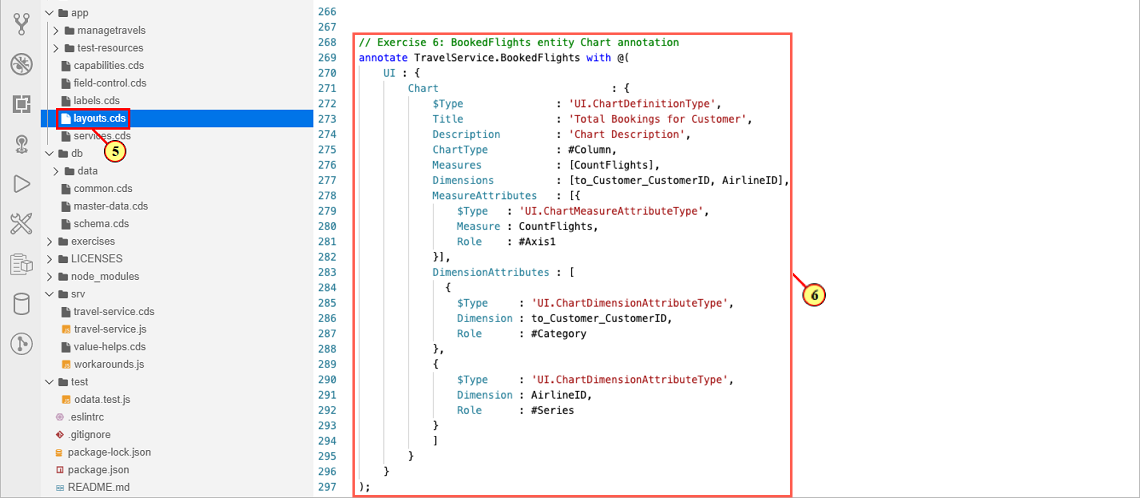 app
managetravels
test-resources
capabilities.cds
field-control.cds
labels.cds
layouts.cds
services.cds
5
db
data
common.cds
master-data.cds
schema.cds
exercises
LICENSES
node_modules
srv
travel-service.cds
travel-service.js
value-helps.cds
workarounds.js
test
odata.test.js
.eslintrc
.gitignore
package-lock.json
package.json
README.md
266
267
268 // Exercise 6: BookedFlights entity Chart annotation
269 annotate TravelService.BookedFlights with @(
270 UI : {
271 Chart : {
272 $Type : 'UI.ChartDefinitionType',
273 Title : 'Total Bookings for Customer',
274 Description : 'Chart Description',
275 ChartType : #Column,
276 Measures : [CountFlights],
277 Dimensions : [to_Customer_CustomerID, AirlineID],
278 MeasureAttributes : [{
279 $Type : 'UI.ChartMeasureAttributeType',
280 Measure : CountFlights,
281 Role : #Axis1
282 }],
283 DimensionAttributes : [
284 {
285 $Type : 'UI.ChartDimensionAttributeType',
286 Dimension : to_Customer_CustomerID,
287 Role : #Category
288 },
289 {
290 $Type : 'UI.ChartDimensionAttributeType',
291 Dimension : AirlineID,
292 Role : #Series
293 }
294 ]
295 }
296 }
297 );
6